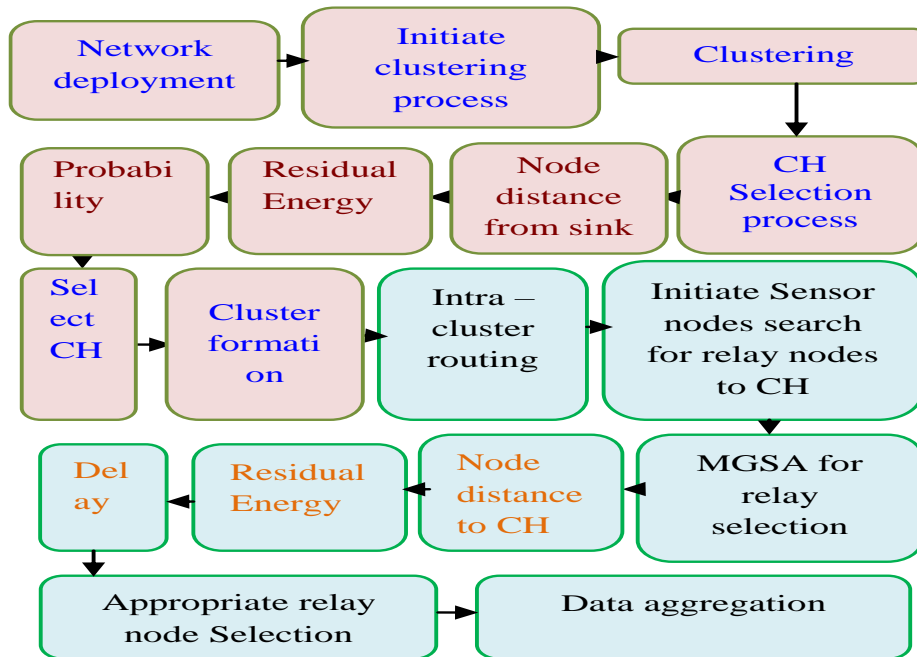 Network
deployment
Initiate
clustering
process
Clustering
CH
Selection
process
Node
distance
from sink
Residual
Energy
Probabi
lity
Sel
ect
CH
Cluster
formati
on
Intra –
cluster
routing
Initiate Sensor
nodes search
for relay nodes
to CH
MGSA for
relay
selection
Node
distance
to CH
Residual
Energy
Del
ay
Appropriate relay
node Selection
Data aggregation